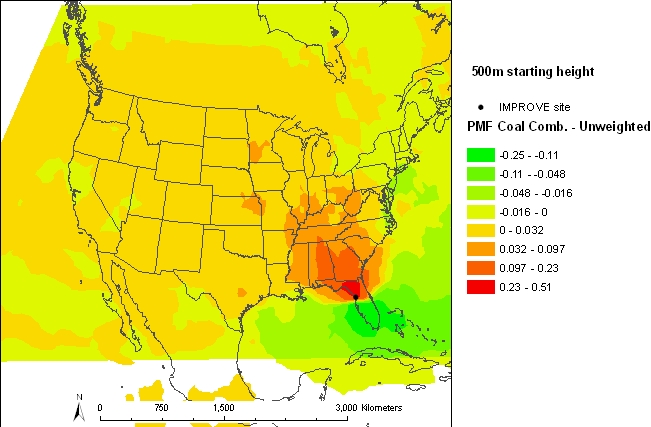 500m starting height
IMPROVE site
PMF Coal Comb. - Unweighted
-0.25 - -0.11
-0.11 - -0.048
-0.048 - -0.016
-0.016 - 0
0 - 0.032
0.032 - 0.097
0.097 - 0.23
0.23 - 0.51
N
0 750 1,500 3,000 Kilometers